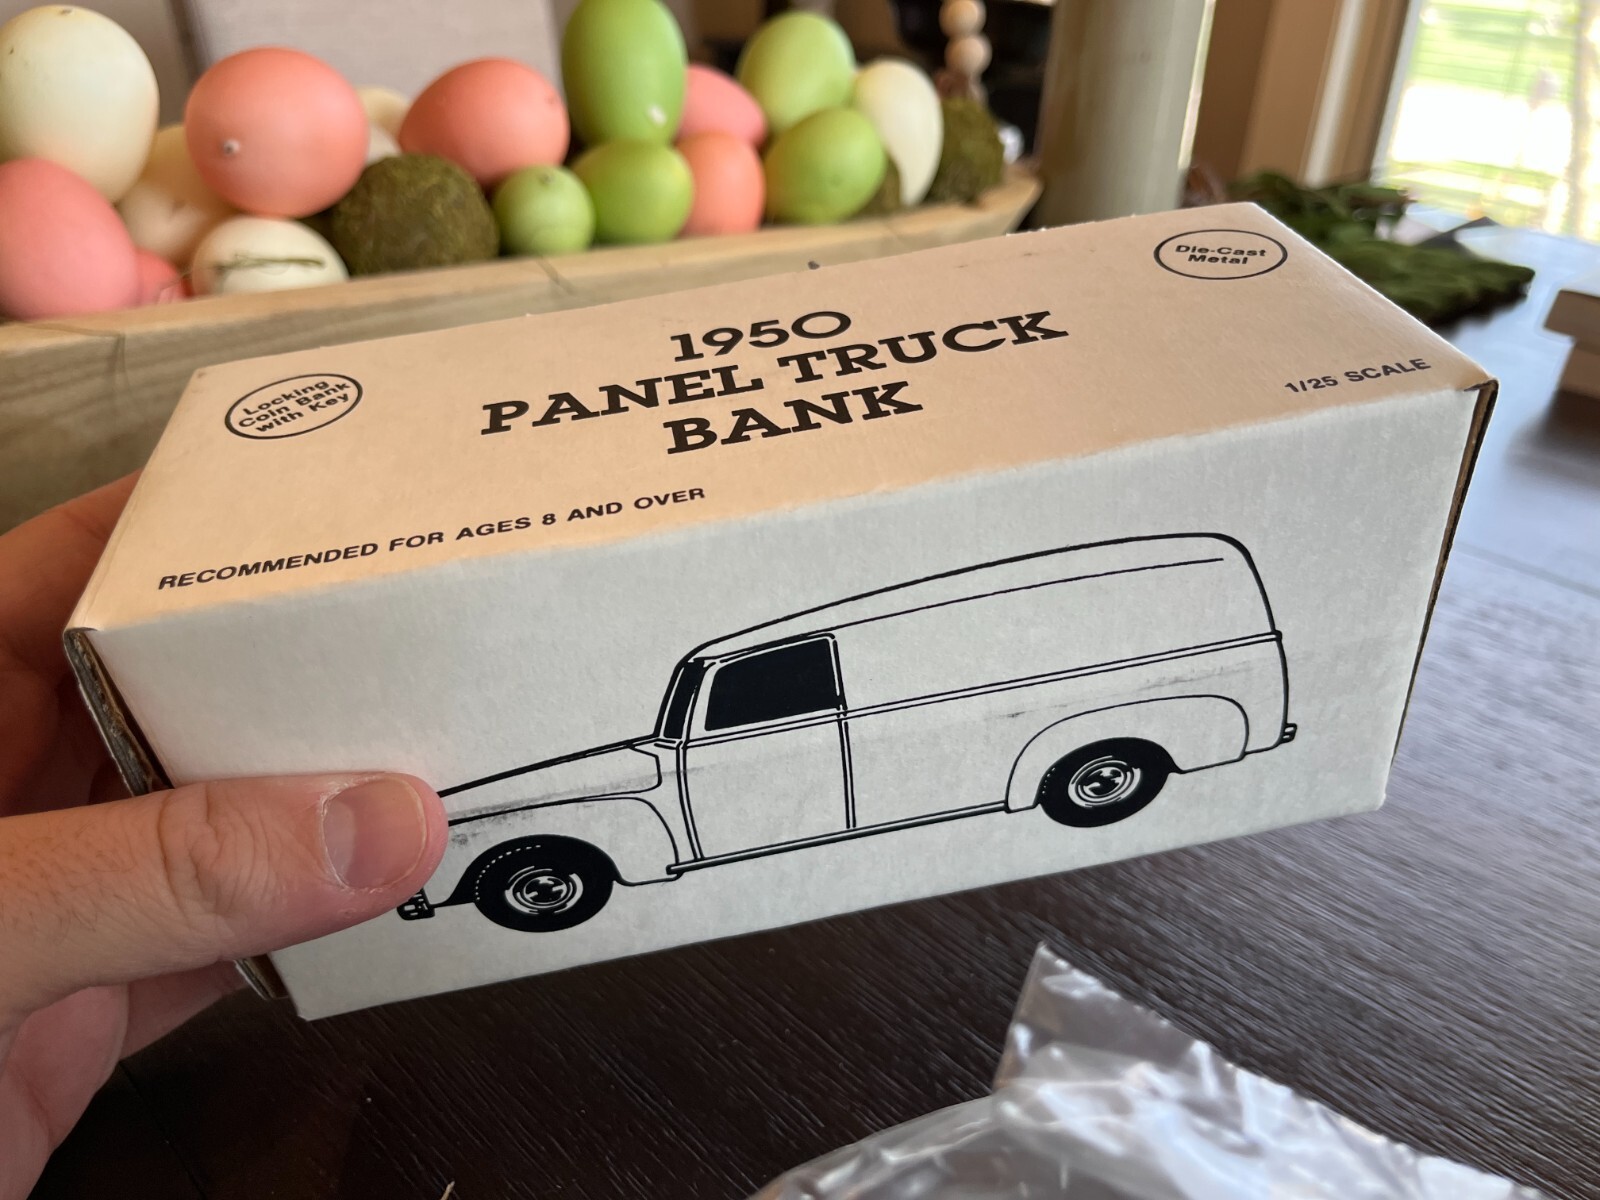 1950
PANEL TRUCK
BANK
Locking
Coin Bank
with Key
Die-Cast
Metal
1/25 SCALE
RECOMMENDED FOR AGES 8 AND OVER